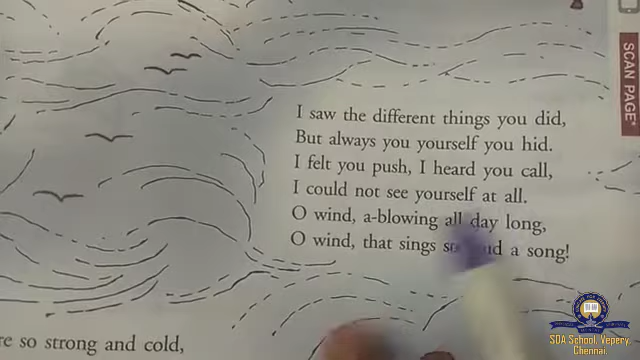 SCAN PAGE*
I saw the different things you did,
But always you yourself you hid.
I felt you push, I heard you call,
I could not see yourself at all.
O wind, a-blowing all day long,
O wind, that sings so a song!
so strong and cold,
SDA School, Vepery,
Chennai.